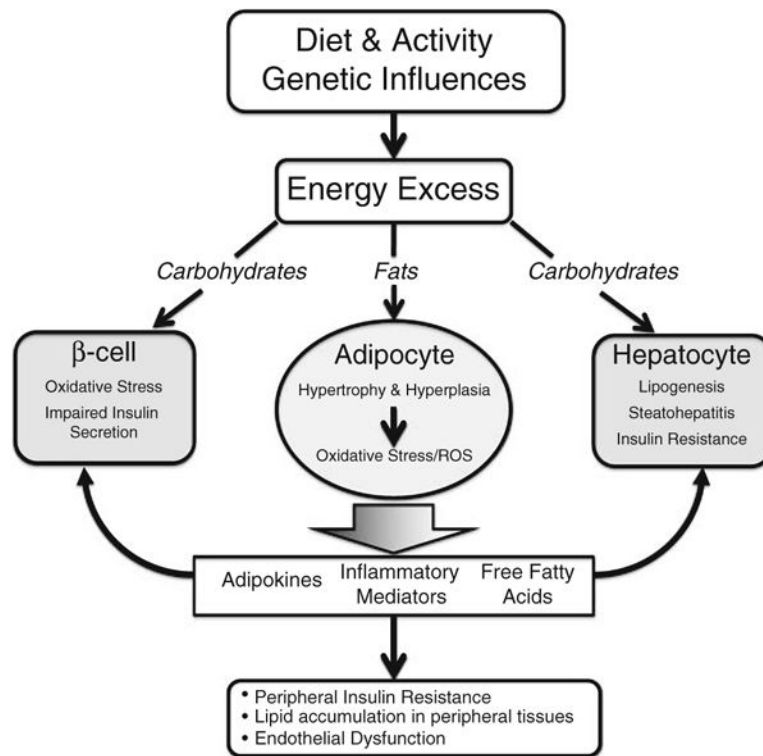 Diet & Activity
Genetic Influences
Energy Excess
Carbohydrates
Fats
Carbohydrates
β-cell
Oxidative Stress
Impaired Insulin
Secretion
Adipocyte
Hypertrophy & Hyperplasia
Oxidative Stress/ROS
Hepatocyte
Lipogenesis
Steatohepatitis
Insulin Resistance
Adipokines
Inflammatory
Mediators
Free Fatty
Acids
• Peripheral Insulin Resistance
• Lipid accumulation in peripheral tissues
• Endothelial Dysfunction